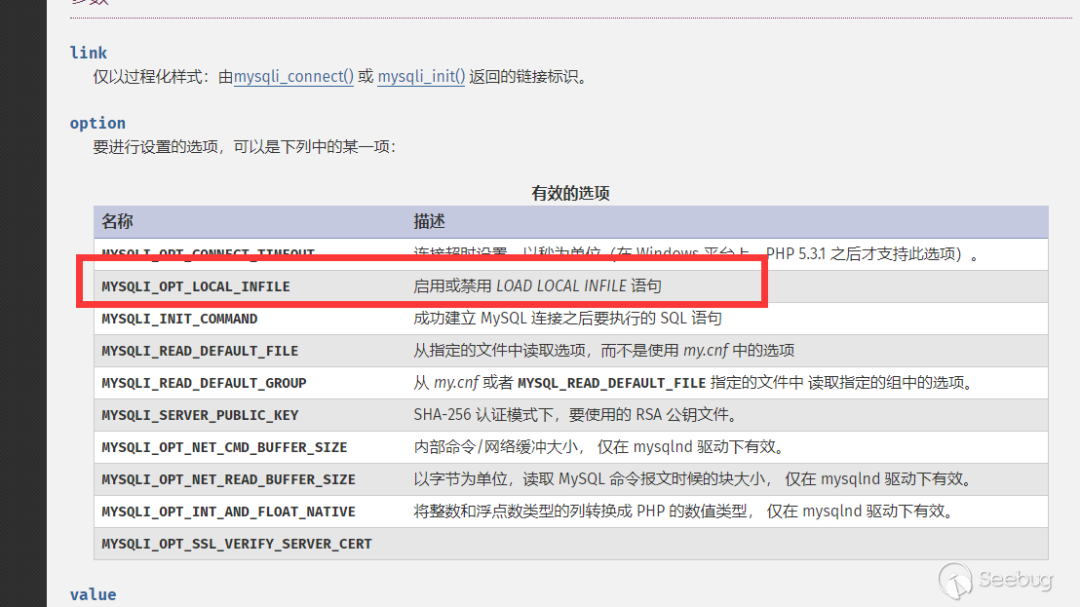 参数
link
仅以过程化样式：由mysqli_connect() 或 mysqli_init() 返回的链接标识。
option
要进行设置的选项，可以是下列中的某一项：
有效的选项
名称 描述
MYSQLI_OPT_CONNECT_TIMEOUT 连接超时设置，以秒为单位（在 Windows 平台上，PHP 5.3.1 之后才支持此选项）。
MYSQLI_OPT_LOCAL_INFILE 启用或禁用 LOAD LOCAL INFILE 语句
MYSQLI_INIT_COMMAND 成功建立 MySQL 连接之后要执行的 SQL 语句
MYSQLI_READ_DEFAULT_FILE 从指定的文件中读取选项，而不是使用 my.cnf 中的选项
MYSQLI_READ_DEFAULT_GROUP 从 my.cnf 或者 MYSQL_READ_DEFAULT_FILE 指定的文件中 读取指定的组中的选项。
MYSQLI_SERVER_PUBLIC_KEY SHA-256 认证模式下，要使用的 RSA 公钥文件。
MYSQLI_OPT_NET_CMD_BUFFER_SIZE 内部命令/网络缓冲大小， 仅在 mysqlnd 驱动下有效。
MYSQLI_OPT_NET_READ_BUFFER_SIZE 以字节为单位，读取 MySQL 命令报文时候的块大小， 仅在 mysqlnd 驱动下有效。
MYSQLI_OPT_INT_AND_FLOAT_NATIVE 将整数和浮点数类型的列转换成 PHP 的数值类型， 仅在 mysqlnd 驱动下有效。
MYSQLI_OPT_SSL_VERIFY_SERVER_CERT
value
Seebug